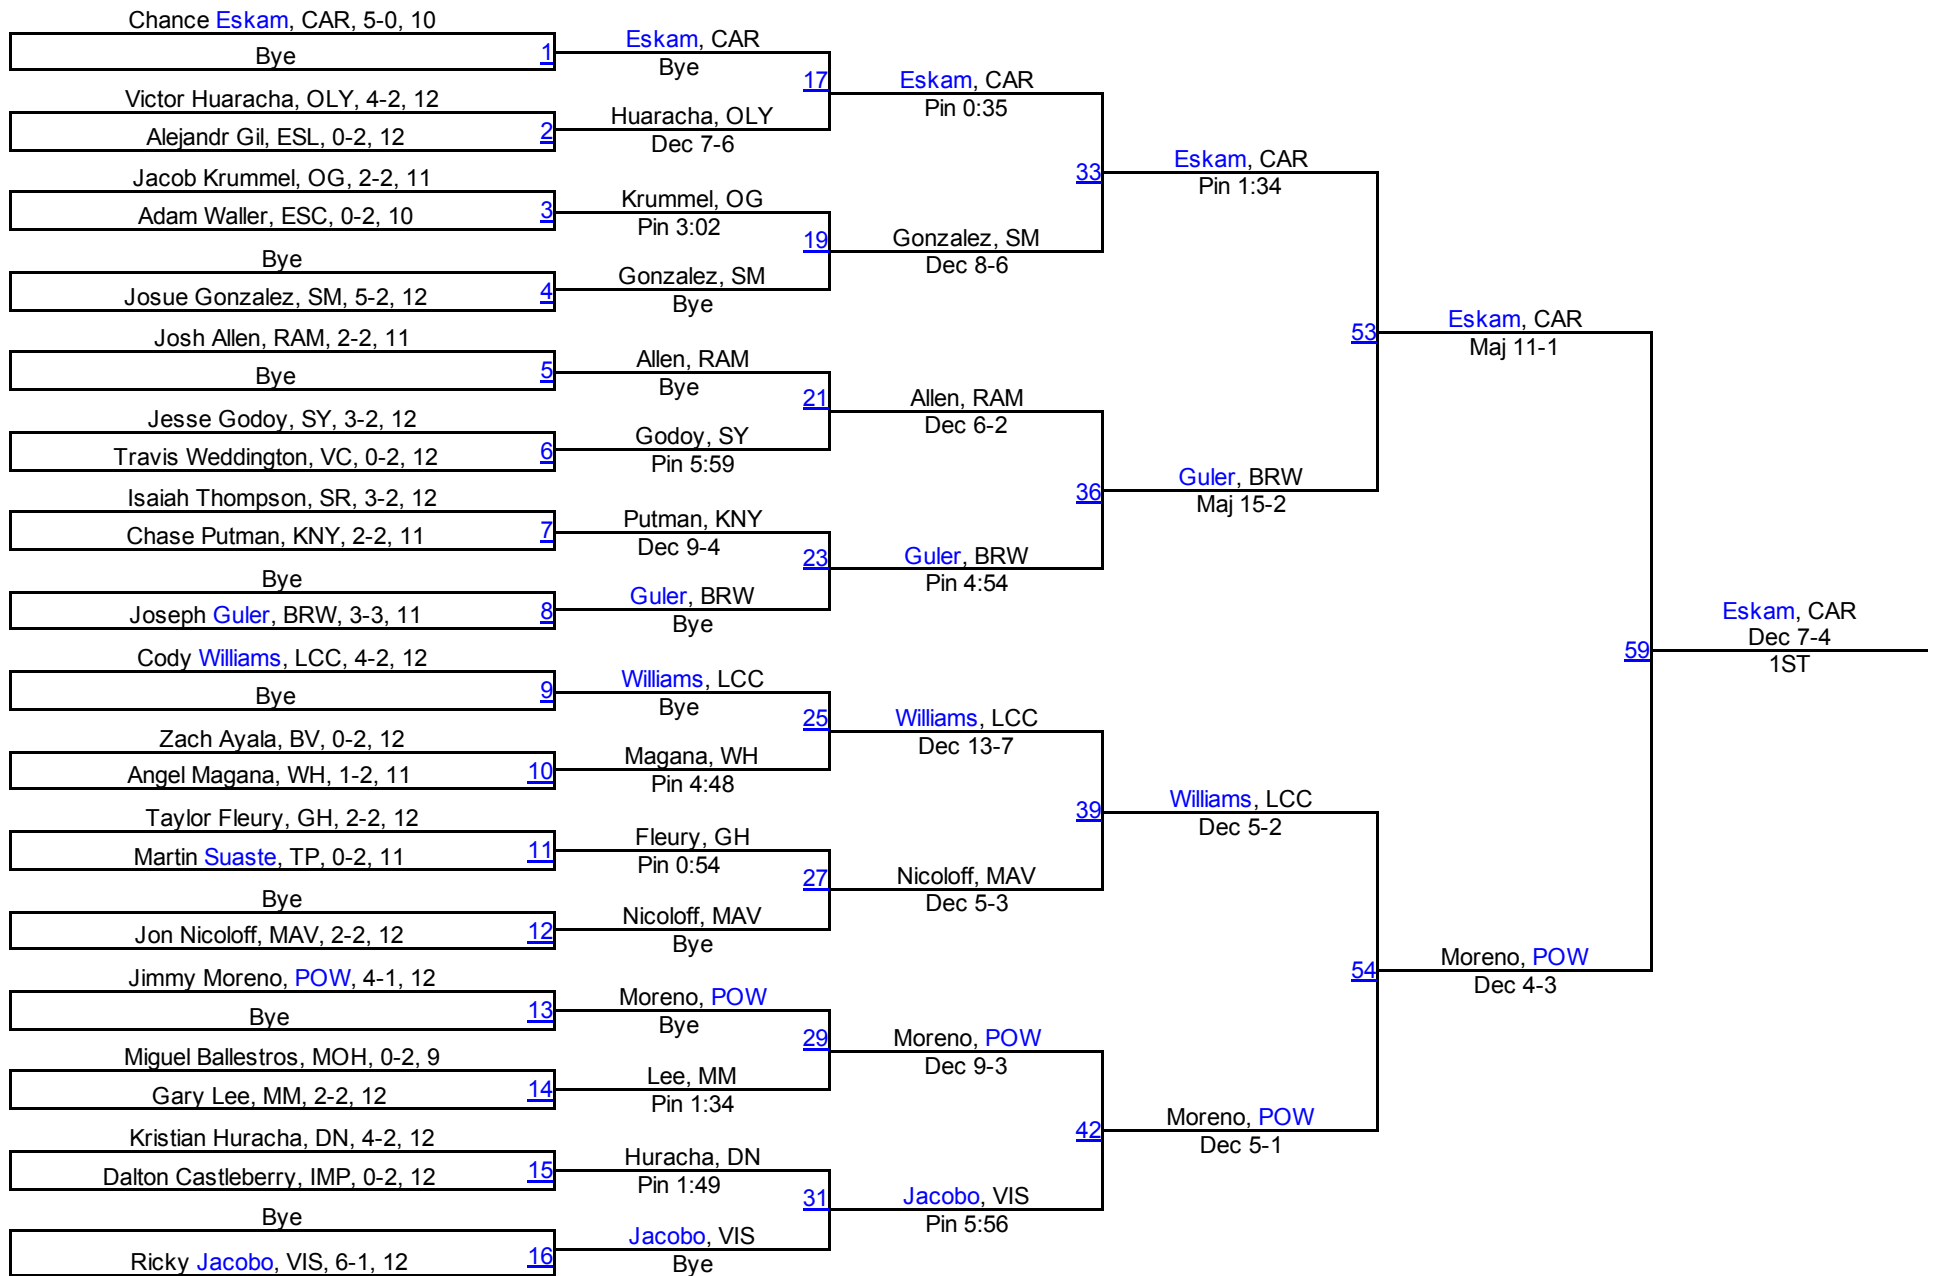 Chance Eskam, CAR, 5-0, 10
Bye
1
Victor Huaracha, OLY, 4-2, 12
Alejandr Gil, ESL, 0-2, 12
2
Jacob Krummel, OG, 2-2, 11
Adam Waller, ESC, 0-2, 10
3
Bye
Josue Gonzalez, SM, 5-2, 12
4
Josh Allen, RAM, 2-2, 11
Bye
5
Jesse Godoy, SY, 3-2, 12
Travis Weddington, VC, 0-2, 12
6
Isaiah Thompson, SR, 3-2, 12
Chase Putman, KNY, 2-2, 11
7
Bye
Joseph Guler, BRW, 3-3, 11
8
Cody Williams, LCC, 4-2, 12
Bye
9
Zach Ayala, BV, 0-2, 12
Angel Magana, WH, 1-2, 11
10
Taylor Fleury, GH, 2-2, 12
Martin Suaste, TP, 0-2, 11
11
Bye
Jon Nicoloff, MAV, 2-2, 12
12
Jimmy Moreno, POW, 4-1, 12
Bye
13
Miguel Ballestros, MOH, 0-2, 9
Gary Lee, MM, 2-2, 12
14
Kristian Huracha, DN, 4-2, 12
Dalton Castleberry, IMP, 0-2, 12
15
Bye
Ricky Jacobo, VIS, 6-1, 12
16
Eskam, CAR
Bye
17
Huaracha, OLY
Dec 7-6
Krummel, OG
Pin 3:02
19
Gonzalez, SM
Bye
Allen, RAM
Bye
21
Godoy, SY
Pin 5:59
Putman, KNY
Dec 9-4
23
Guler, BRW
Bye
Williams, LCC
Bye
25
Magana, WH
Pin 4:48
Fleury, GH
Pin 0:54
27
Nicoloff, MAV
Bye
Moreno, POW
Bye
29
Lee, MM
Pin 1:34
Huracha, DN
Pin 1:49
31
Jacobo, VIS
Bye
Eskam, CAR
Pin 0:35
33
Gonzalez, SM
Dec 8-6
Allen, RAM
Dec 6-2
36
Guler, BRW
Pin 4:54
Williams, LCC
Dec 13-7
39
Nicoloff, MAV
Dec 5-3
Moreno, POW
Dec 9-3
42
Jacobo, VIS
Pin 5:56
Eskam, CAR
Pin 1:34
53
Guler, BRW
Maj 15-2
Williams, LCC
Dec 5-2
54
Moreno, POW
Dec 5-1
Eskam, CAR
Maj 11-1
59
Moreno, POW
Dec 4-3
Eskam, CAR
Dec 7-4
1ST